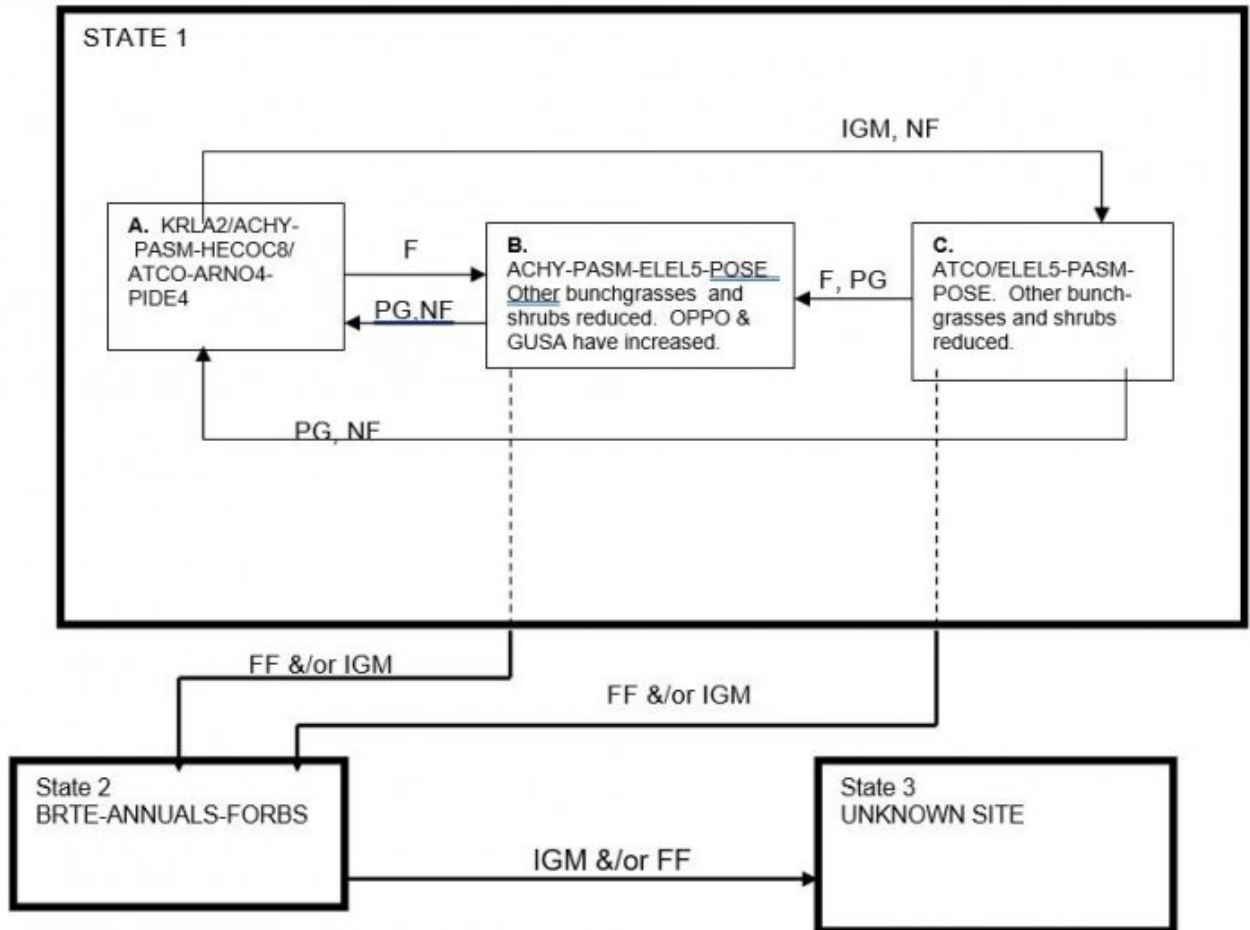 STATE 1
IGM, NF
A. KRLA2/ACHY-
PASM-HECOC8/
ATCO-ARNO4-
PIDE4
F
PG,NF
B.
ACHY-PASM-ELEL5-POSE
Other bunchgrasses and
shrubs reduced. OPPO &
GUSA have increased.
F, PG
C.
ATCO/ELEL5-PASM-
POSE. Other bunch-
grasses and shrubs
reduced.
PG, NF
FF &/or IGM
FF &/or IGM
State 2
BRTE-ANNUALS-FORBS
IGM &/or FF
State 3
UNKNOWN SITE